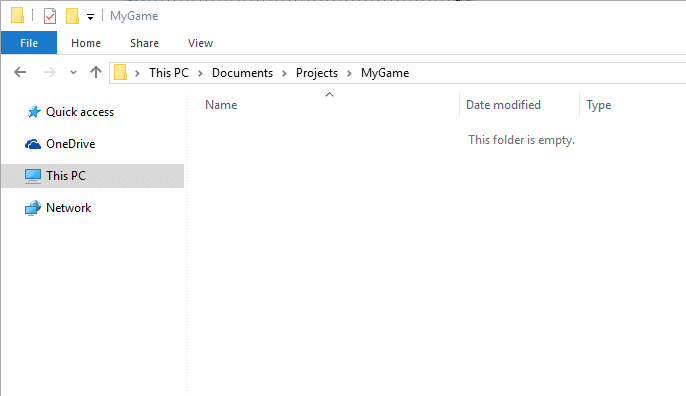 MyGame
File Home Share View
This PC Documents Projects MyGame
Quick access
OneDrive
This PC
Network
Name Date modified Type
This folder is empty.